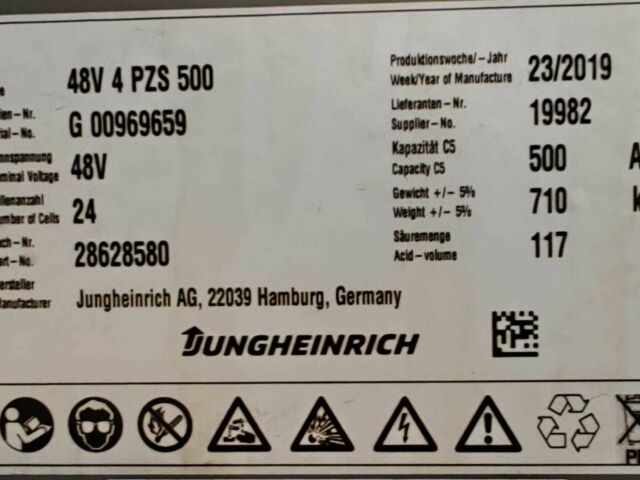 48V 4 PZS 500
Produktionswoche/-Jahr
Week/Year of Manufacture
23/2019
G 00969659
Lieferanten-Nr.
Supplier-No.
19982
48V
Kapazität C5
Capacity C5
500
A
24
Gewicht +/- 5%
Weight +/- 5%
710
28628580
Säuremenge
Acid-volume
117
Jungheinrich AG, 22039 Hamburg, Germany
JUNGHEINRICH